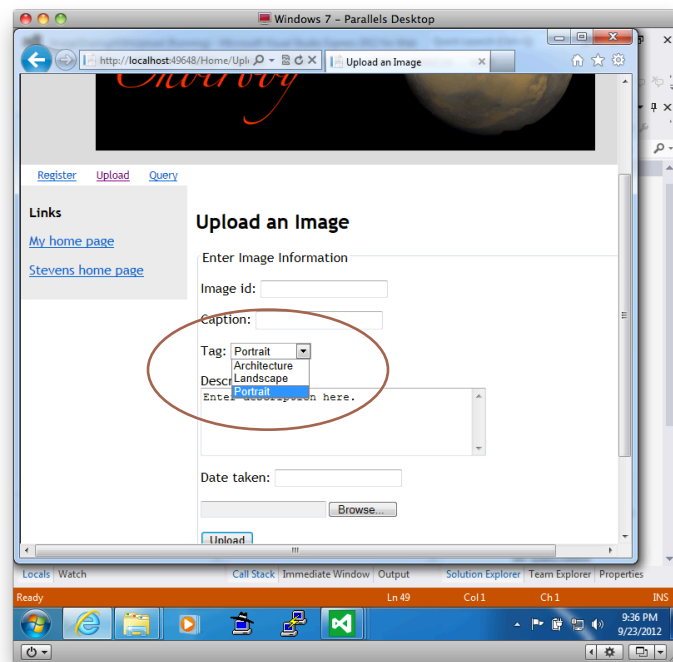 Windows 7 - Parallels Desktop
http://localhost:49648/Home/Uplo
Upload an Image
Register Upload Query
Links
My home page
Stevens home page
Upload an Image
Enter Image Information
Image id:
Caption:
Tag: Portrait
Architecture
Landscape
Portrait
Descr
Enter description here.
Date taken:
Browse...
Upload
Locals Watch Call Stack Immediate Window Output Solution Explorer Team Explorer Properties
Ready Ln 49 Col 1 Ch 1 INS
9:36 PM
9/23/2012